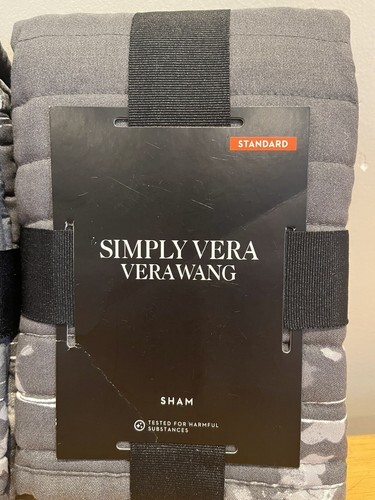 STANDARD
SIMPLY VERA
VERAWANG
SHAM
TESTED FOR HARMFUL
SUBSTANCES